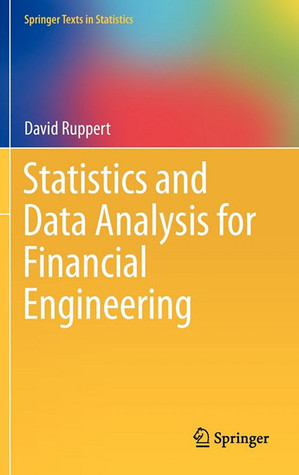 Springer Texts in Statistics
David Ruppert
Statistics and
Data Analysis for
Financial
Engineering
Springer